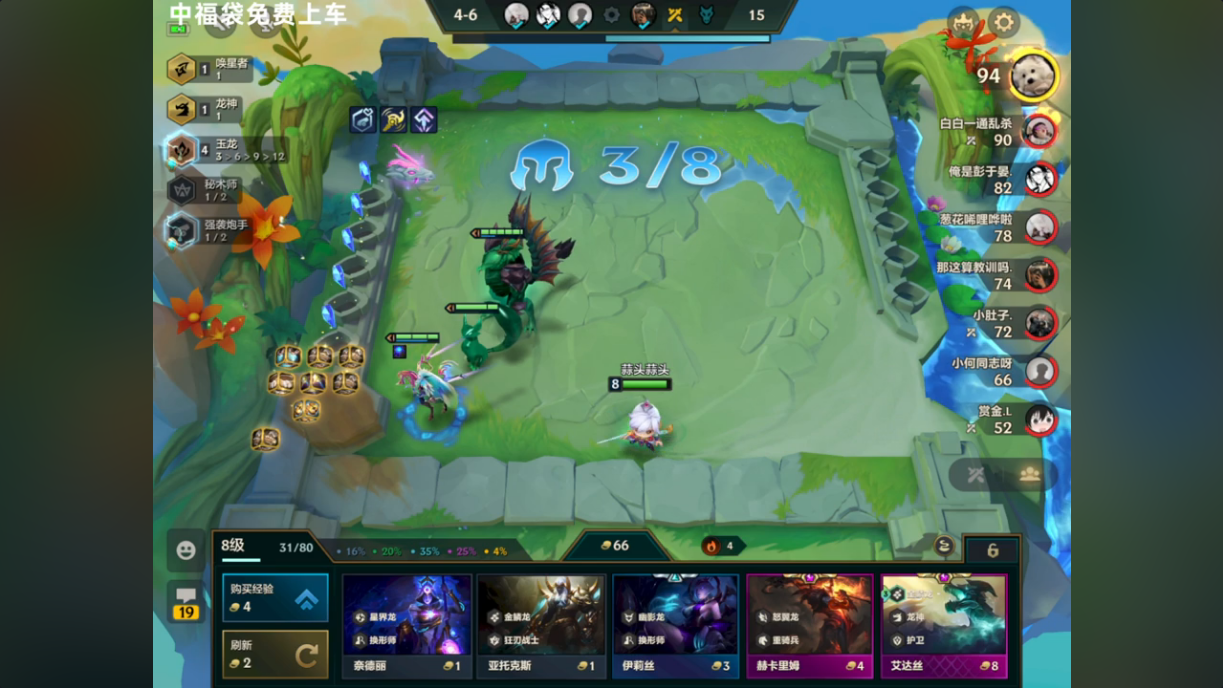 中福袋免费上车
4-6
15
1
唤星者
1
1
龙神
1
4
玉龙
3 > 6 > 9 > 12
秘术师
1 / 2
强袭炮手
1 / 2
3/8
94
白白一通乱杀
90
俺是彭于晏.
82
葱花唏哩哗啦
78
那这算教训吗.
74
小肚子.
72
小何同志呀
66
赏金.L
52
蒜头蒜头
8
19
8级
31/80
16% 20% 35% 25% 4%
66
4
购买经验
4
刷新
2
星界龙
换形师
奈德丽
1
金鳞龙
狂刃战士
亚托克斯
1
幽影龙
换形师
伊莉丝
3
怒翼龙
重骑兵
赫卡里姆
4
龙神
护卫
艾达丝
8